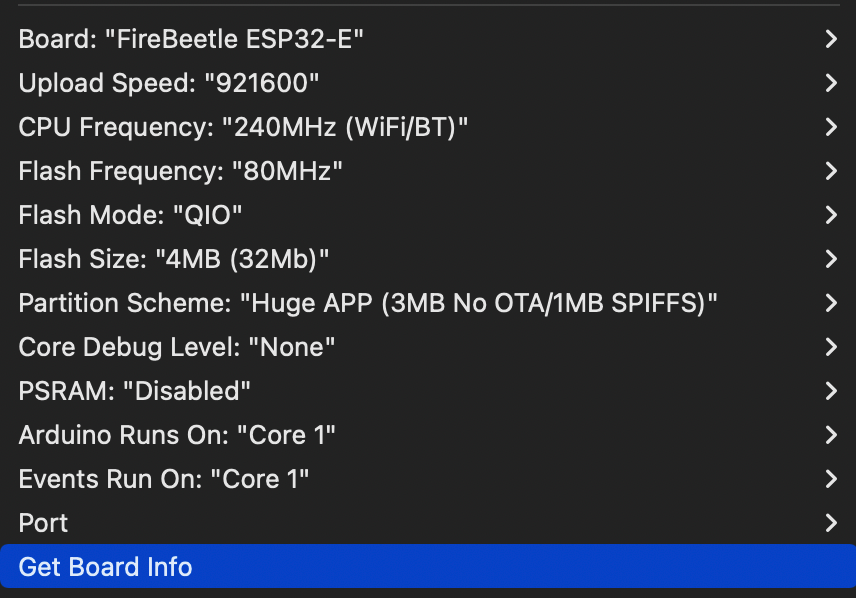 Board: "FireBeetle ESP32-E"
Upload Speed: "921600"
CPU Frequency: "240MHz (WiFi/BT)"
Flash Frequency: "80MHz"
Flash Mode: "QIO"
Flash Size: "4MB (32Mb)"
Partition Scheme: "Huge APP (3MB No OTA/1MB SPIFFS)"
Core Debug Level: "None"
PSRAM: "Disabled"
Arduino Runs On: "Core 1"
Events Run On: "Core 1"
Port
Get Board Info